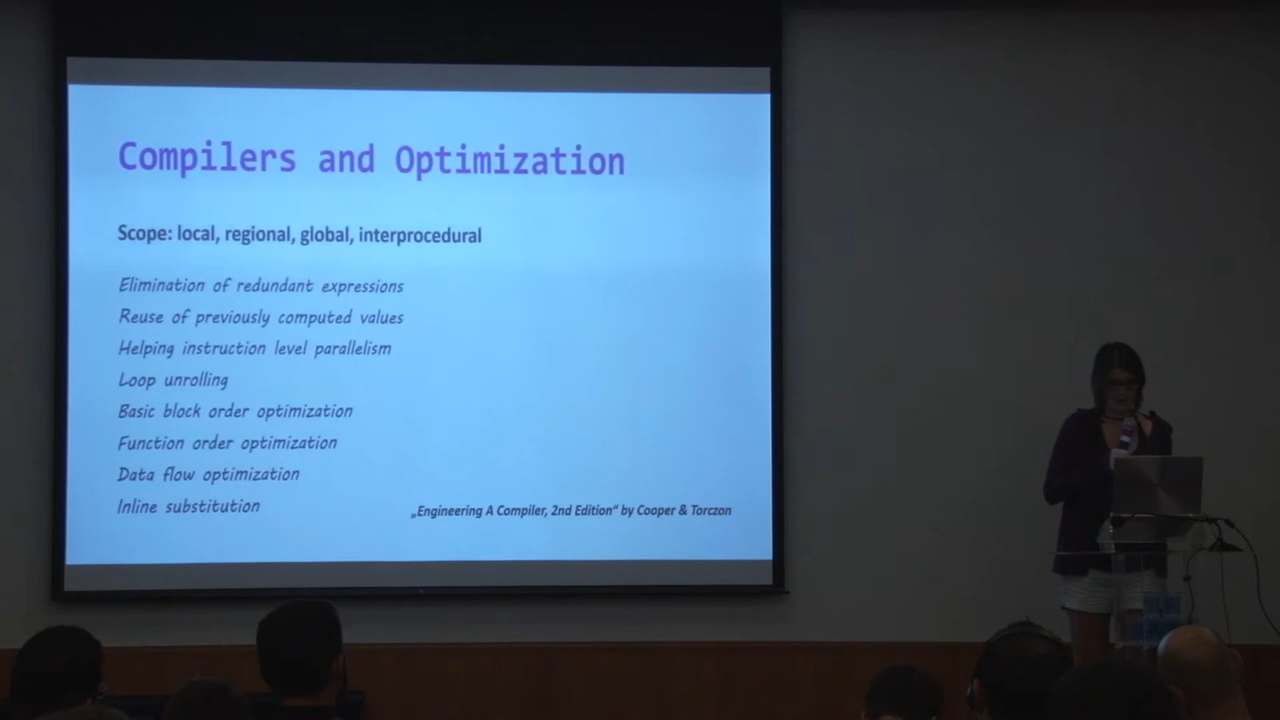 Compilers and Optimization
Scope: local, regional, global, interprocedural
Elimination of redundant expressions
Reuse of previously computed values
Helping instruction level parallelism
Loop unrolling
Basic block order optimization
Function order optimization
Data flow optimization
Inline substitution
„Engineering A Compiler, 2nd Edition“ by Cooper & Torczon